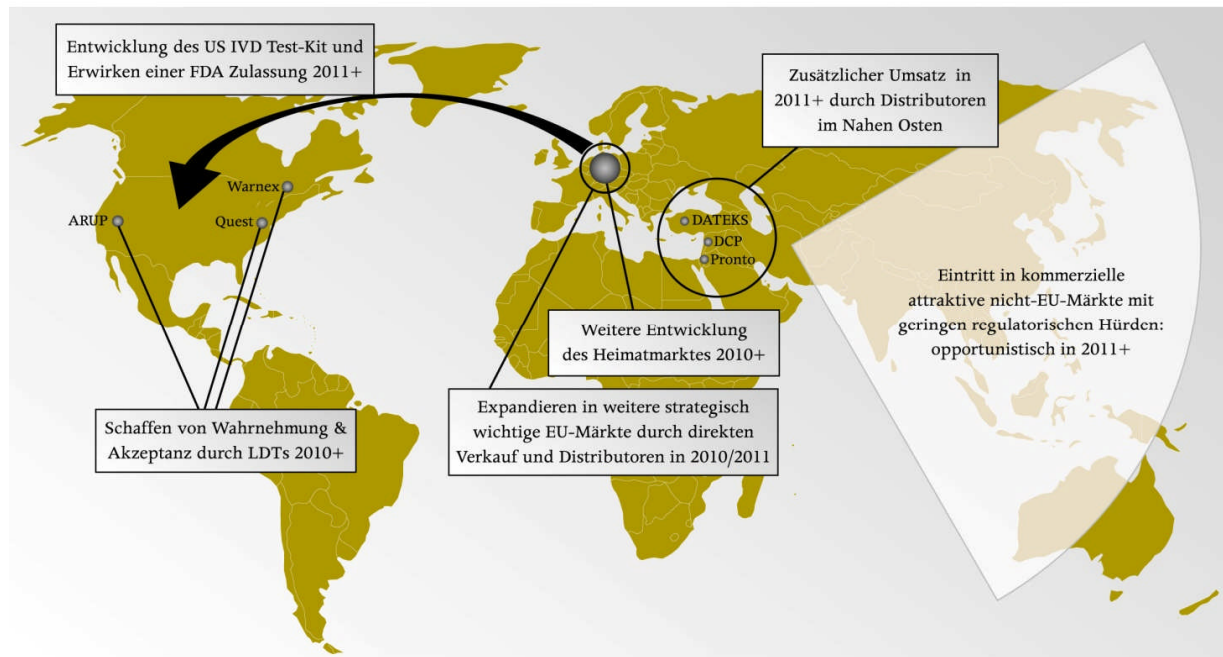 Entwicklung des US IVD Test-Kit und
Erwirken einer FDA Zulassung 2011+
Zusätzlicher Umsatz in
2011+ durch Distributoren
im Nahen Osten
Warnex
ARUP
Quest
DATEKS
DCP
Pronto
Eintritt in kommerzielle
attraktive nicht-EU-Märkte mit
geringen regulatorischen Hürden:
opportunistisch in 2011+
Weitere Entwicklung
des Heimatmarktes 2010+
Expandieren in weitere strategisch
wichtige EU-Märkte durch direkten
Verkauf und Distributoren in 2010/2011
Schaffen von Wahrnehmung &
Akzeptanz durch LDTs 2010+